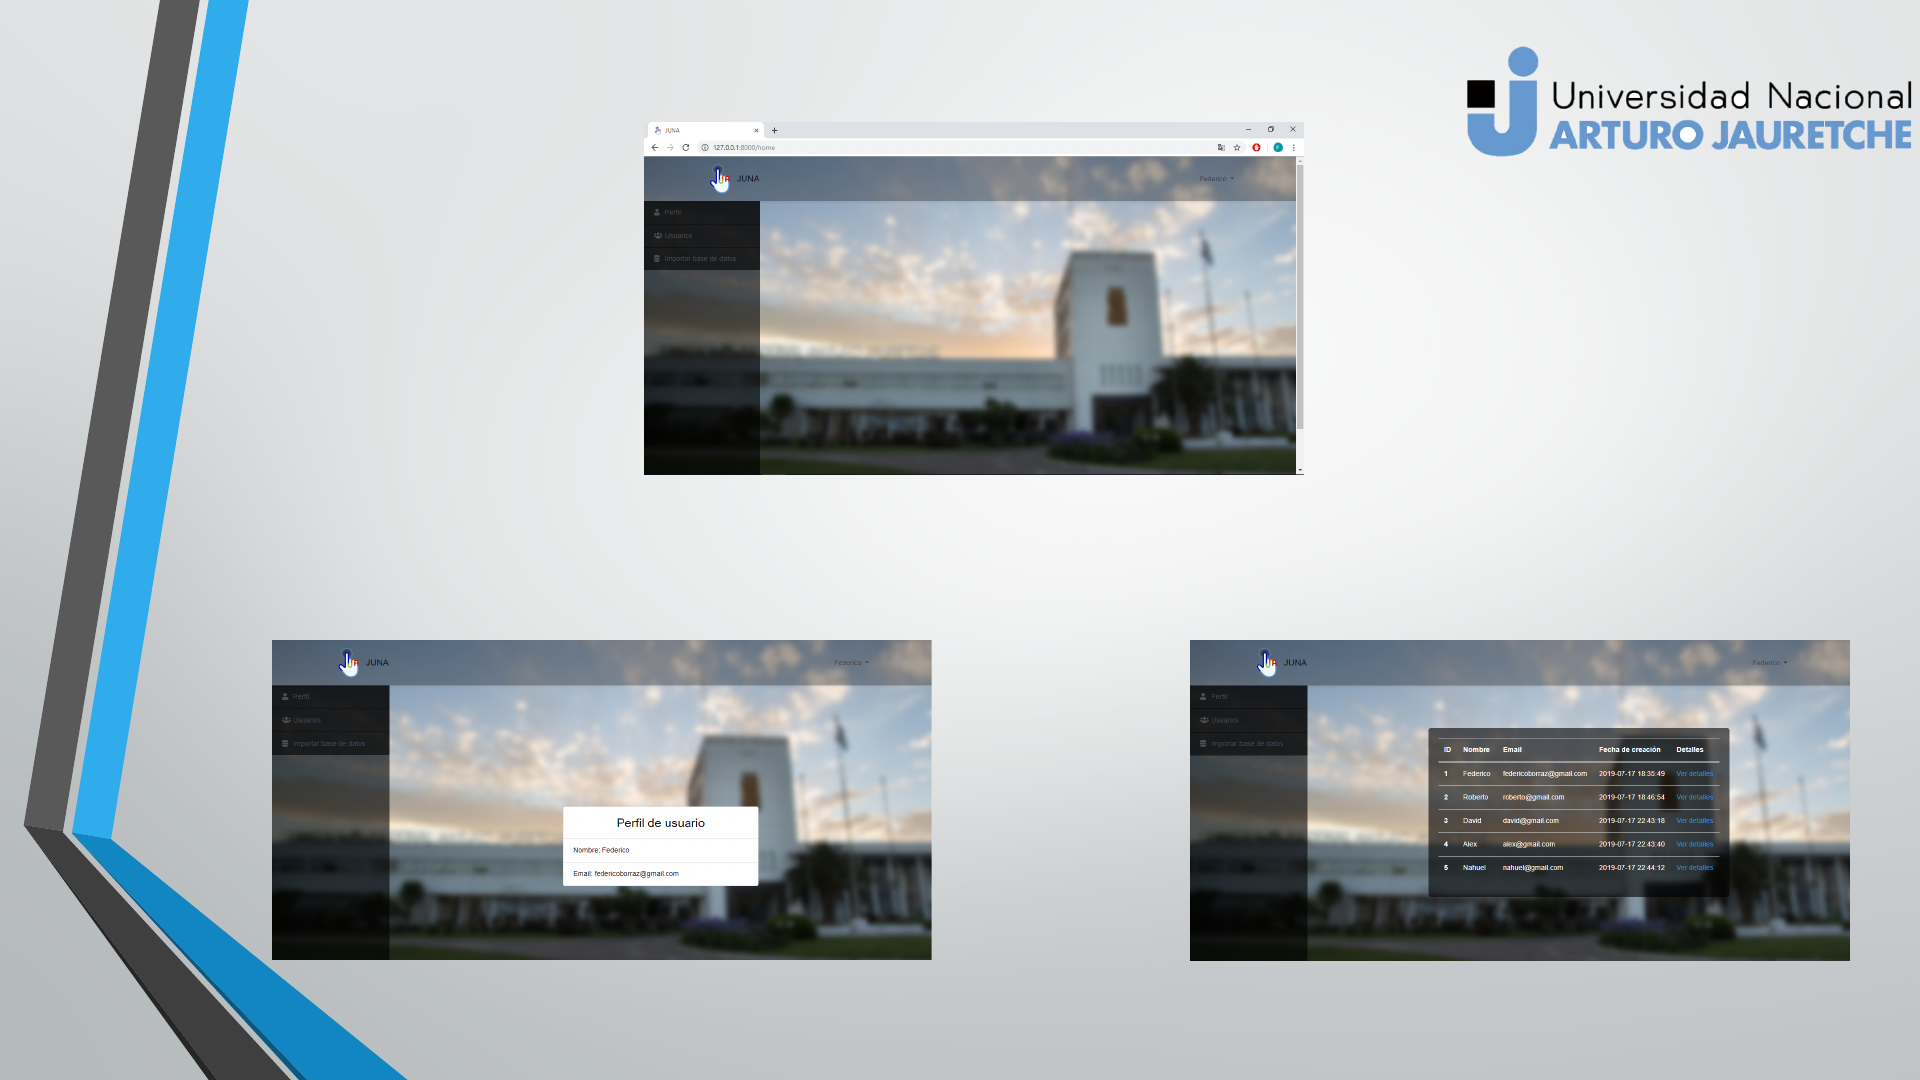 Universidad Nacional
ARTURO JAURETCHE
JUNA
127.0.0.1:8000/home
JUNA
Federico
Perfil
Usuarios
Importar base de datos
JUNA
Federico
Perfil
Usuarios
Importar base de datos
Perfil de usuario
Nombre: Federico
Email: federicoborraz@gmail.com
JUNA
Federico
Perfil
Usuarios
Importar base de datos
ID Nombre Email Fecha de creación Detalles
1 Federico federicoborraz@gmail.com 2019-07-17 18:35:49 Ver detalles
2 Roberto roberto@gmail.com 2019-07-17 18:46:54 Ver detalles
3 David david@gmail.com 2019-07-17 22:43:18 Ver detalles
4 Alex alex@gmail.com 2019-07-17 22:43:40 Ver detalles
5 Nahuel nahuel@gmail.com 2019-07-17 22:44:12 Ver detalles